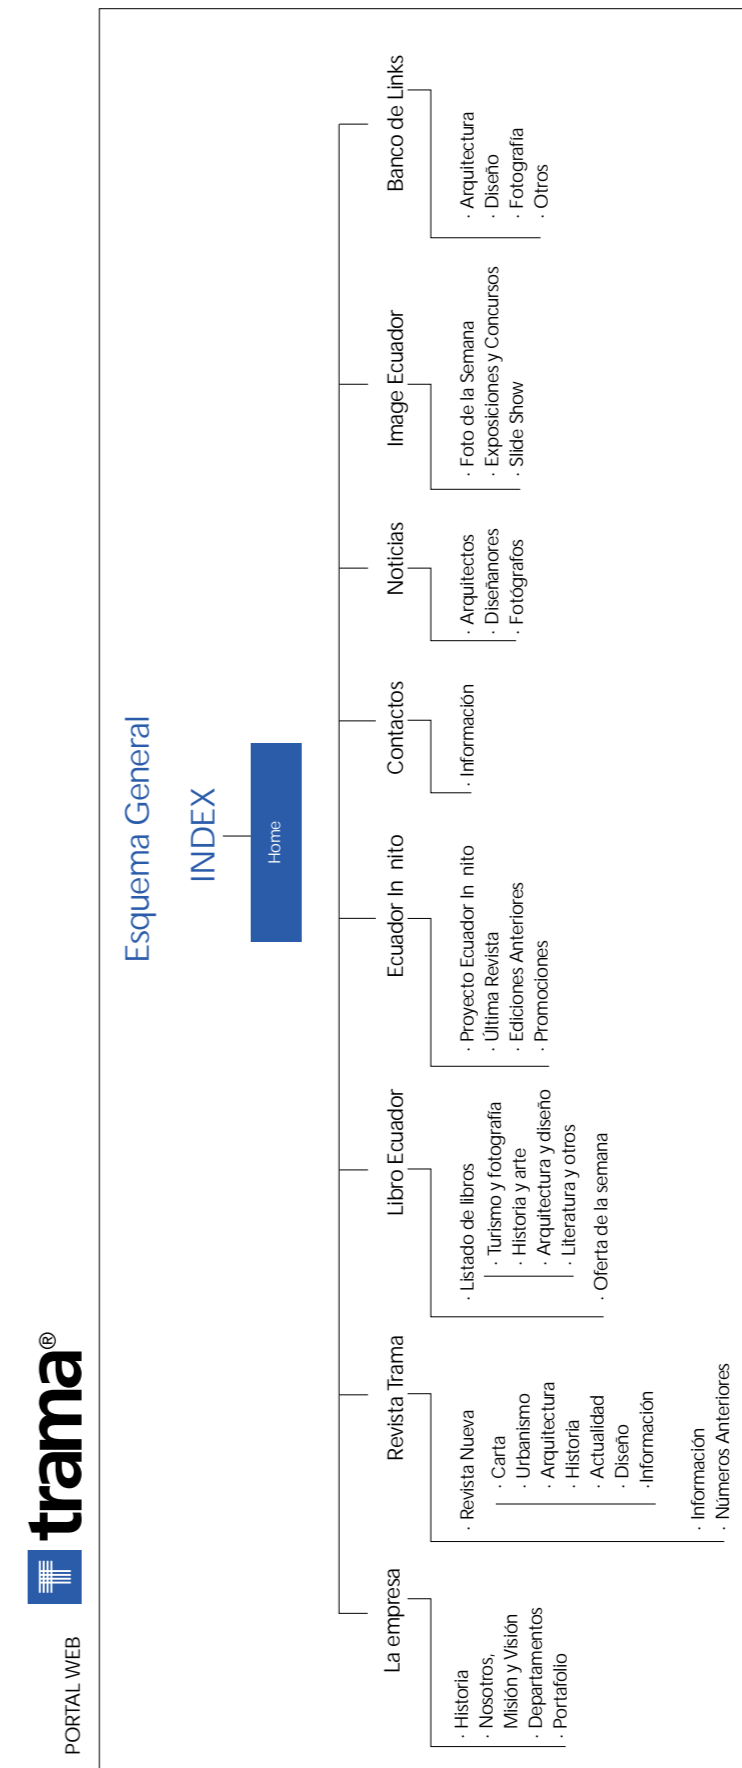 PORTAL WEB
trama®
Esquema General
INDEX
Home
La empresa
· Historia
· Nosotros,
Misión y Visión
· Departamentos
· Portafolio
Revista Trama
· Revista Nueva
· Carta
· Urbanismo
· Arquitectura
· Historia
· Actualidad
· Diseño
·Información
· Información
· Números Anteriores
Libro Ecuador
· Listado de libros
· Turismo y fotografía
· Historia y arte
· Arquitectura y diseño
· Literatura y otros
· Oferta de la semana
Ecuador In nito
· Proyecto Ecuador In nito
· Última Revista
· Ediciones Anteriores
· Promociones
Contactos
· Información
Noticias
· Arquitectos
· Diseñanores
· Fotógrafos
Image Ecuador
· Foto de la Semana
· Exposiciones y Concursos
· Slide Show
Banco de Links
· Arquitectura
· Diseño
· Fotografía
· Otros